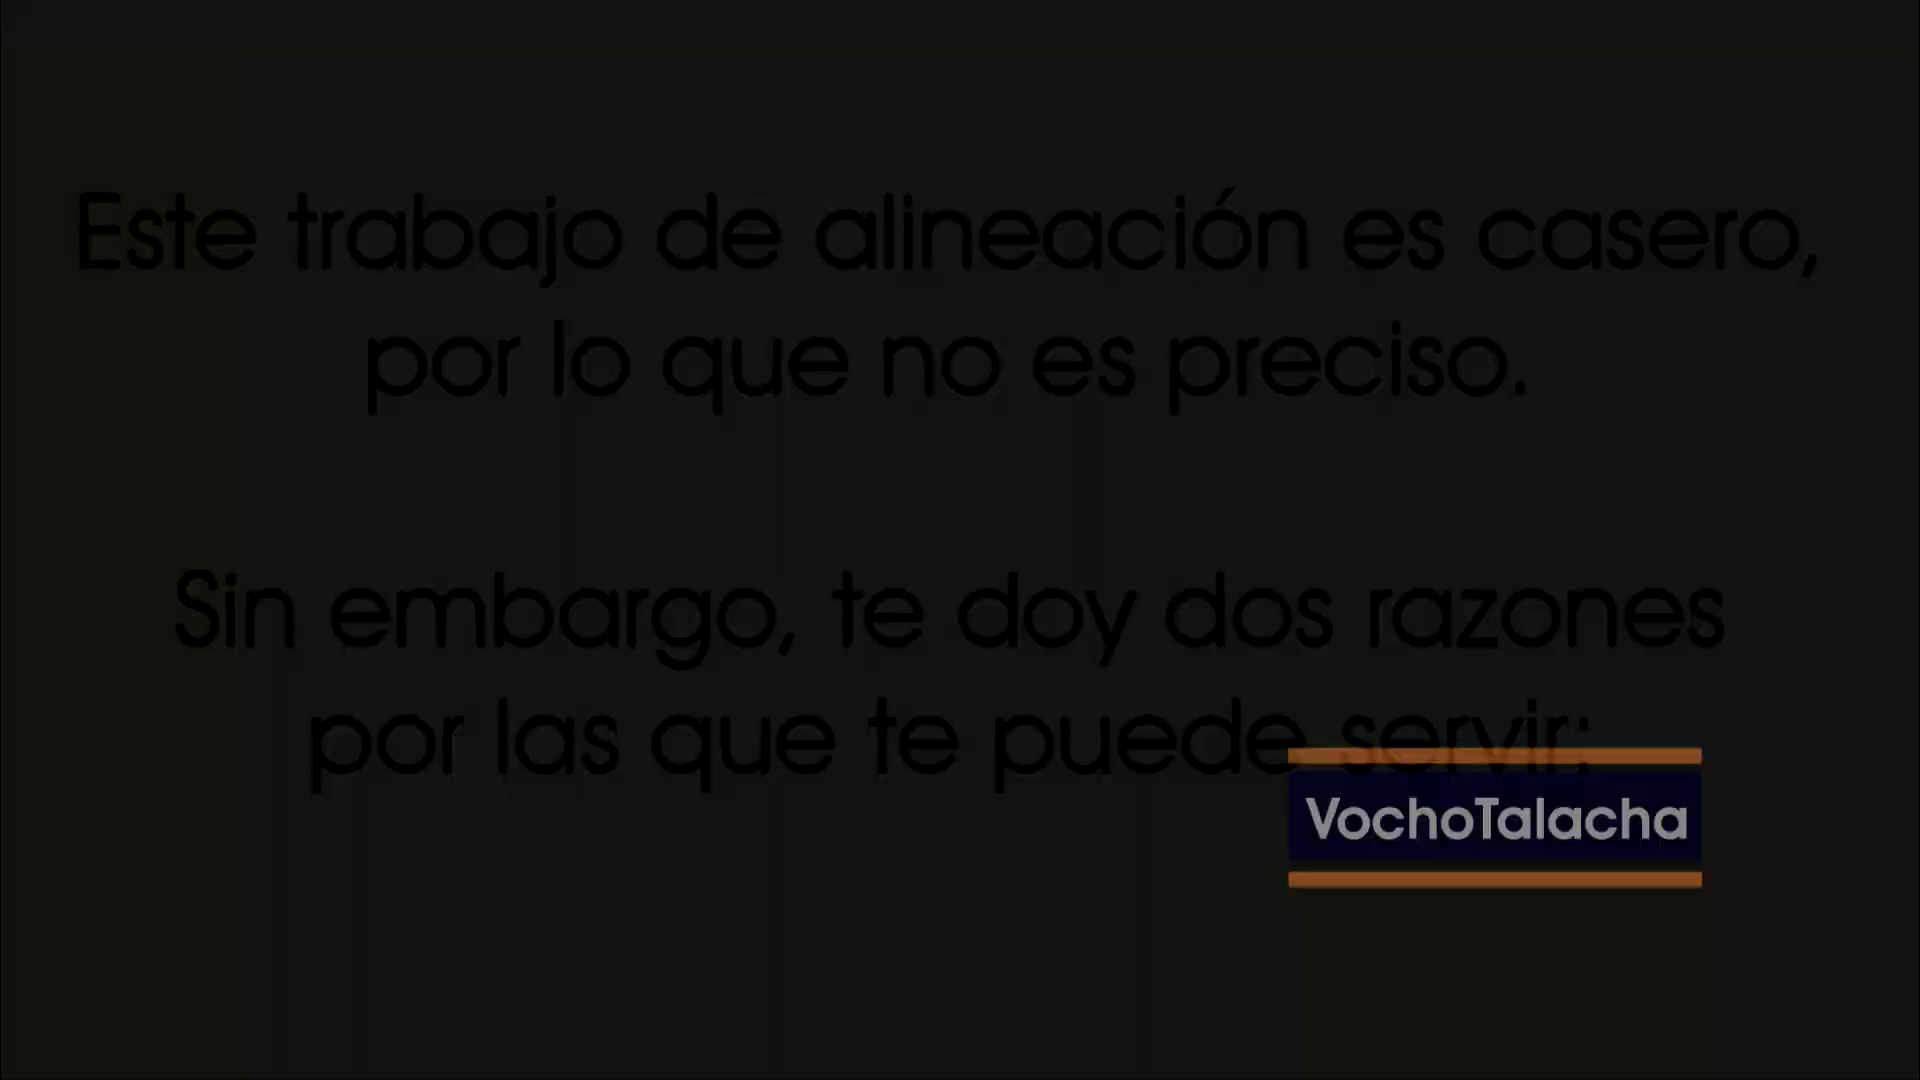 Este trabajo de alineación es casero,
por lo que no es preciso.
Sin embargo, te doy dos razones
por las que te puede servir:
VochoTalacha